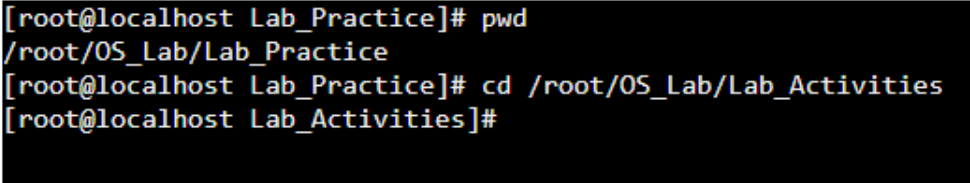 [root@localhost Lab_Practice]# pwd
/root/OS_Lab/Lab_Practice
[root@localhost Lab_Practice]# cd /root/OS_Lab/Lab_Activities
[root@localhost Lab_Activities]#